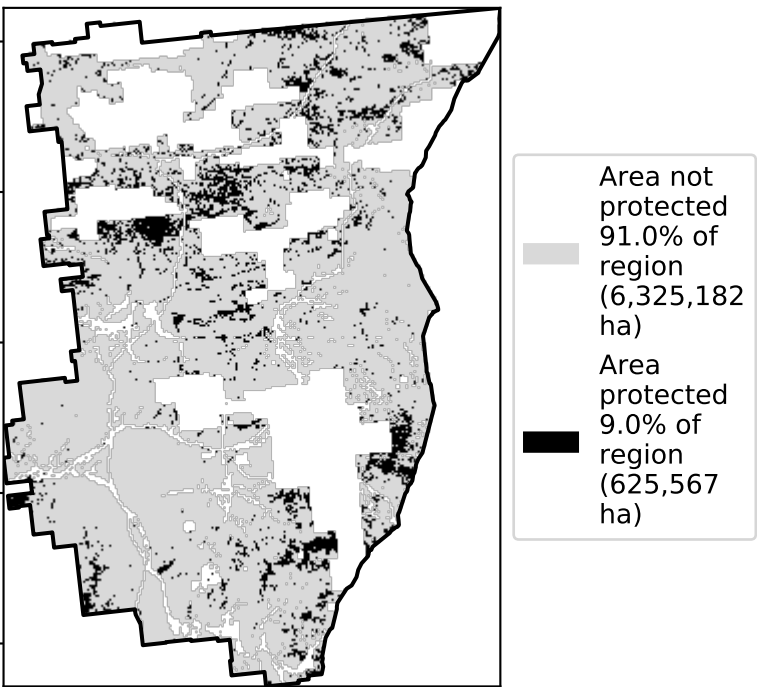 Area not
protected
91.0% of
region
(6,325,182
ha)
Area
protected
9.0% of
region
(625,567
ha)